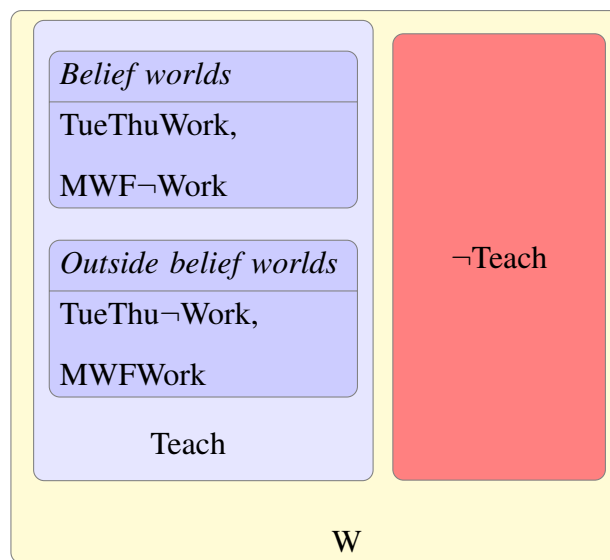 Belief worlds
TueThuWork,
MWF¬Work
Outside belief worlds
TueThu¬Work,
MWFWork
Teach
¬Teach
W